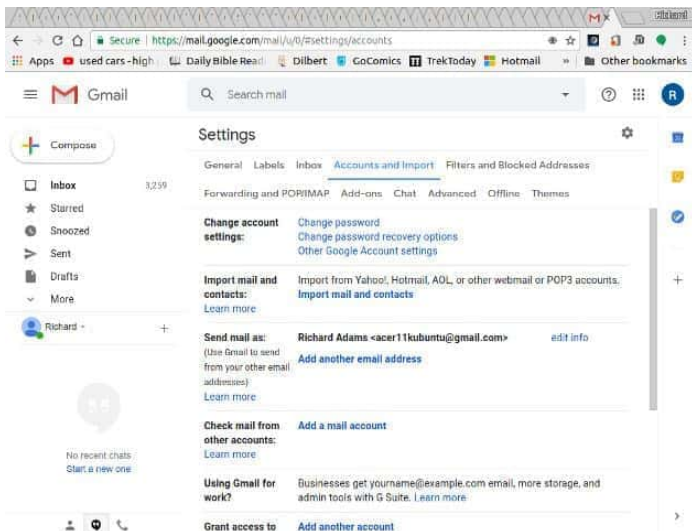 Richard
Secure | https://mail.google.com/mail/u/0/#settings/accounts
Apps used cars -high Daily Bible Read Dilbert GoComics TrekToday Hotmail » Other bookmarks
Gmail Search mail R
Compose
Inbox 3,259
Starred
Snoozed
Sent
Drafts
More
Richard
No recent chats
Start a new one
Settings
General Labels Inbox Accounts and Import Filters and Blocked Addresses
Forwarding and POP/IMAP Add-ons Chat Advanced Offline Themes
Change account settings: Change password
Change password recovery options
Other Google Account settings
Import mail and contacts: Import from Yahoo!, Hotmail, AOL, or other webmail or POP3 accounts.
Learn more Import mail and contacts
Send mail as: Richard Adams <acer11kubuntu@gmail.com> edit info
(Use Gmail to send
from your other email
addresses)
Learn more
Add another email address
Check mail from
other accounts:
Learn more
Add a mail account
Using Gmail for
work?
Businesses get yourname@example.com email, more storage, and
admin tools with G Suite. Learn more
Grant access to Add another account